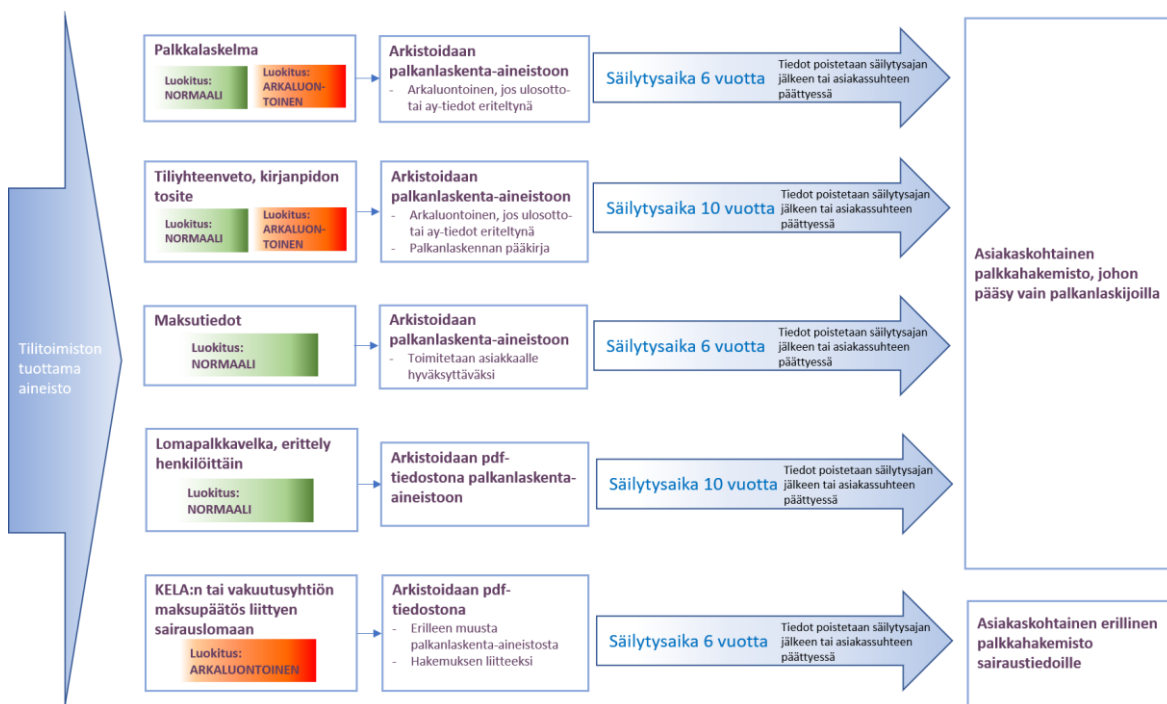 Tilitoimiston
tuottama
aineisto
Palkkalaskelma
Luokitus:
NORMAALI
Luokitus:
ARKALUON-
TOINEN
Arkistoidaan
palkanlaskenta-aineistoon
- Arkaluontoinen, jos ulosotto-
tai ay-tiedot eriteltynä
Säilytysaika 6 vuotta
Tiedot poistetaan säilytysajan
jälkeen tai asiakassuhteen
päättyessä
Tiliyhteenveto, kirjanpidon
tosite
Luokitus:
NORMAALI
Luokitus:
ARKALUON-
TOINEN
Arkistoidaan
palkanlaskenta-aineistoon
- Arkaluontoinen, jos ulosotto-
tai ay-tiedot eriteltynä
- Palkanlaskennan pääkirja
Säilytysaika 10 vuotta
Tiedot poistetaan säilytysajan
jälkeen tai asiakassuhteen
päättyessä
Maksutiedot
Luokitus:
NORMAALI
Arkistoidaan
palkanlaskenta-aineistoon
- Toimitetaan asiakkaalle
hyväksyttäväksi
Säilytysaika 6 vuotta
Tiedot poistetaan säilytysajan
jälkeen tai asiakassuhteen
päättyessä
Lomapalkkavelka, erittely
henkilöittäin
Luokitus:
NORMAALI
Arkistoidaan pdf-
tiedostona palkanlaskenta-
aineistoon
Säilytysaika 10 vuotta
Tiedot poistetaan säilytysajan
jälkeen tai asiakassuhteen
päättyessä
Asiakaskohtainen
palkkahakemisto, johon
pääsy vain palkanlaskijoilla
KELA:n tai vakuutusyhtiön
maksupäätös liittyen
sairauslomaan
Luokitus:
ARKALUONTOINEN
Arkistoidaan pdf-
tiedostona
- Erilleen muusta
palkanlaskenta-aineistosta
- Hakemuksen liitteeksi
Säilytysaika 6 vuotta
Tiedot poistetaan säilytysajan
jälkeen tai asiakassuhteen
päättyessä
Asiakaskohtainen erillinen
palkkahakemisto
sairaustiedoille